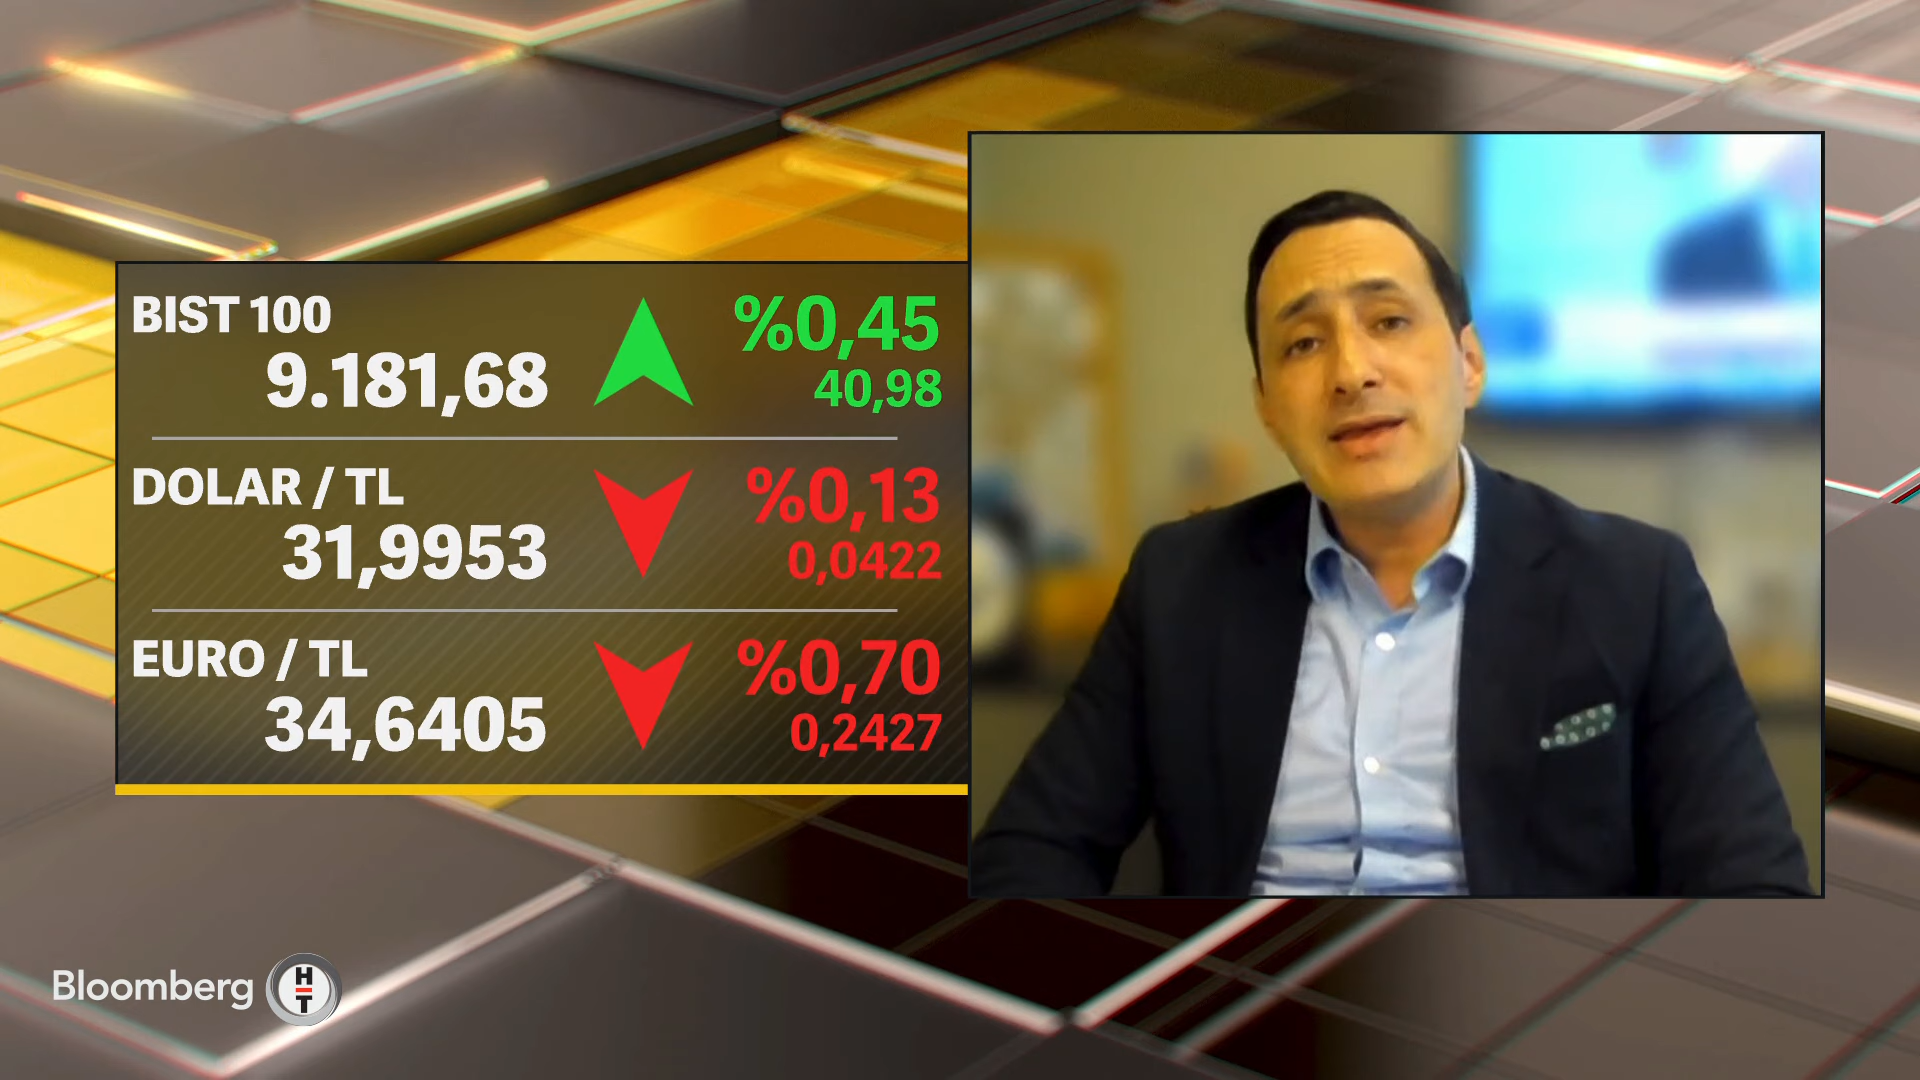 BIST 100
9.181,68
%0,45
40,98
DOLAR / TL
31,9953
%0,13
0,0422
EURO / TL
34,6405
%0,70
0,2427
Bloomberg HT